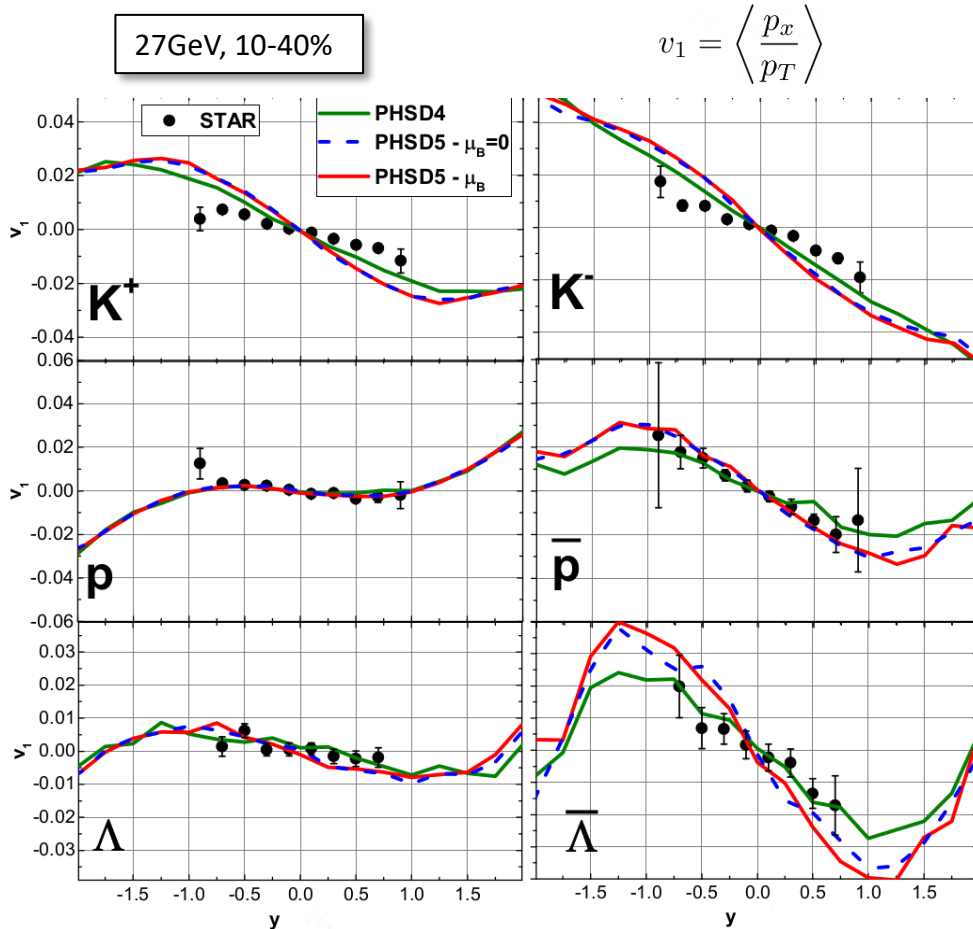 27GeV, 10-40%
v₁ = ⟨ p_x / p_T ⟩
STAR
PHSD4
PHSD5 - μ_B=0
PHSD5 - μ_B
0.04
0.02
0.00
-0.02
-0.04
v₁
K⁺
K⁻
0.06
0.04
0.02
0.00
-0.02
-0.04
-0.06
v₁
p
p̅
0.03
0.02
0.01
0.00
-0.01
-0.02
-0.03
v₁
Λ
Λ̅
-1.5 -1.0 -0.5 0.0 0.5 1.0 1.5
y
-1.5 -1.0 -0.5 0.0 0.5 1.0 1.5
y